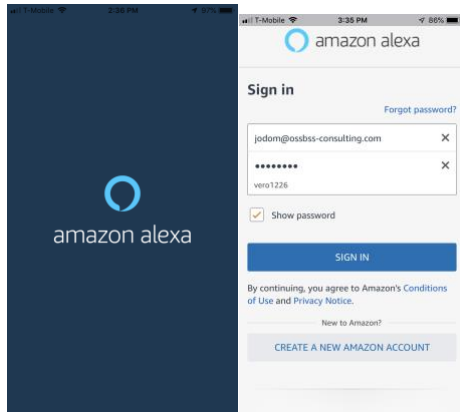 T-Mobile
amazon alexa
T-Mobile 3:35 PM 86%
amazon alexa
Sign in
Forgot password?
jodom@ossbss-consulting.com
••••••••
vero1226
Show password
SIGN IN
By continuing, you agree to Amazon's Conditions
of Use and Privacy Notice.
New to Amazon?
CREATE A NEW AMAZON ACCOUNT